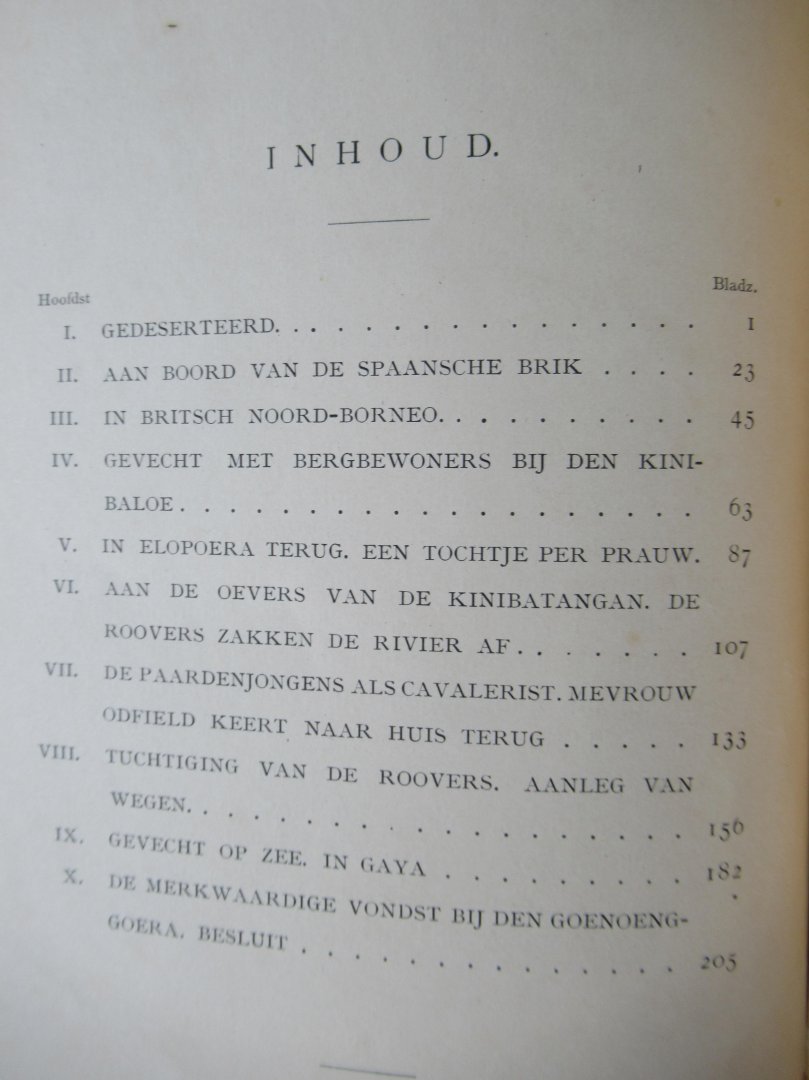 INHOUD.
Hoofdst Bladz.
I. GEDESERTEERD. . . . . . . . . . . . . . . . 1
II. AAN BOORD VAN DE SPAANSCHE BRIK . . . . 23
III. IN BRITSCH NOORD-BORNEO. . . . . . . . . . 45
IV. GEVECHT MET BERGBEWONERS BIJ DEN KINI-
BALOE . . . . . . . . . . . . . . . . . . . 63
V. IN ELOPOERA TERUG. EEN TOCHTJE PER PRAUW. 87
VI. AAN DE OEVERS VAN DE KINIBATANGAN. DE
ROOVERS ZAKKEN DE RIVIER AF. . . . . . . 107
VII. DE PAARDENJONGENS ALS CAVALERIST. MEVROUW
ODFIELD KEERT NAAR HUIS TERUG . . . . . 133
VIII. TUCHTIGING VAN DE ROOVERS. AANLEG VAN
WEGEN. . . . . . . . . . . . . . . . . . . 156
IX. GEVECHT OP ZEE. IN GAYA . . . . . . . . . 182
X. DE MERKWAARDIGE VONDST BIJ DEN GOENOENG-
GOERA. BESLUIT . . . . . . . . . . . . . . 205